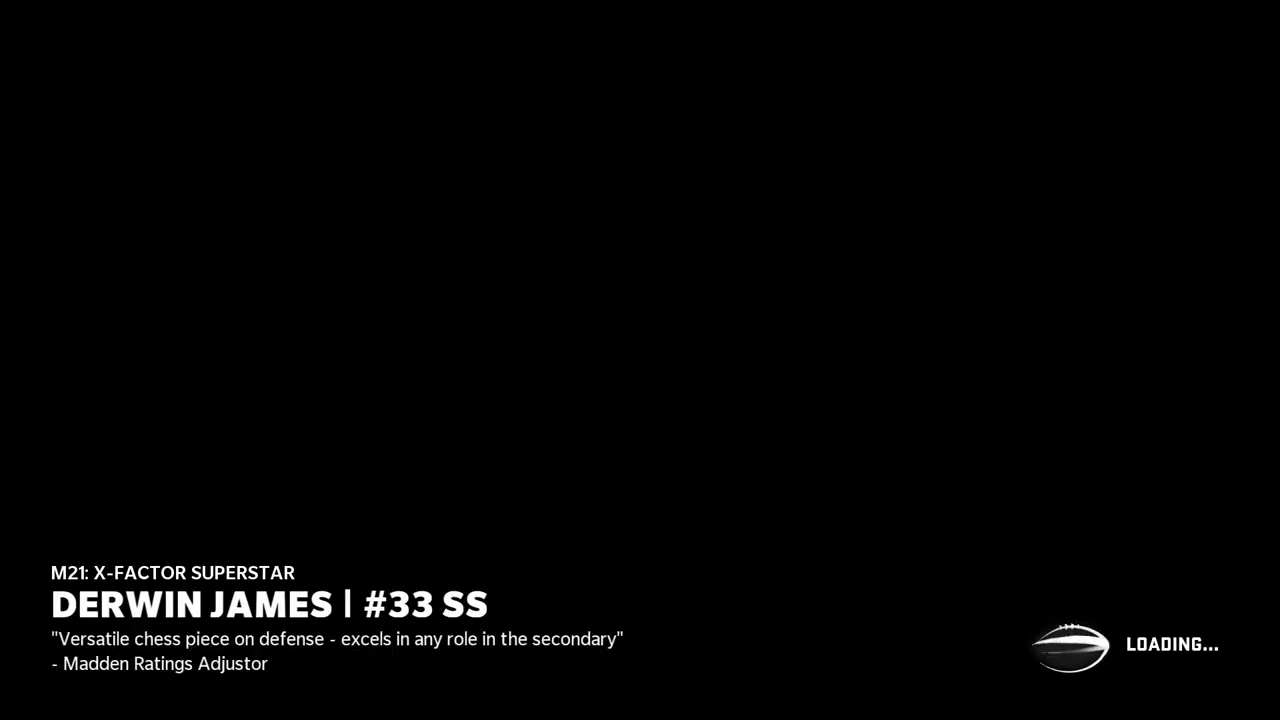 M21: X-FACTOR SUPERSTAR
DERWIN JAMES | #33 SS
"Versatile chess piece on defense - excels in any role in the secondary"
- Madden Ratings Adjustor
LOADING...